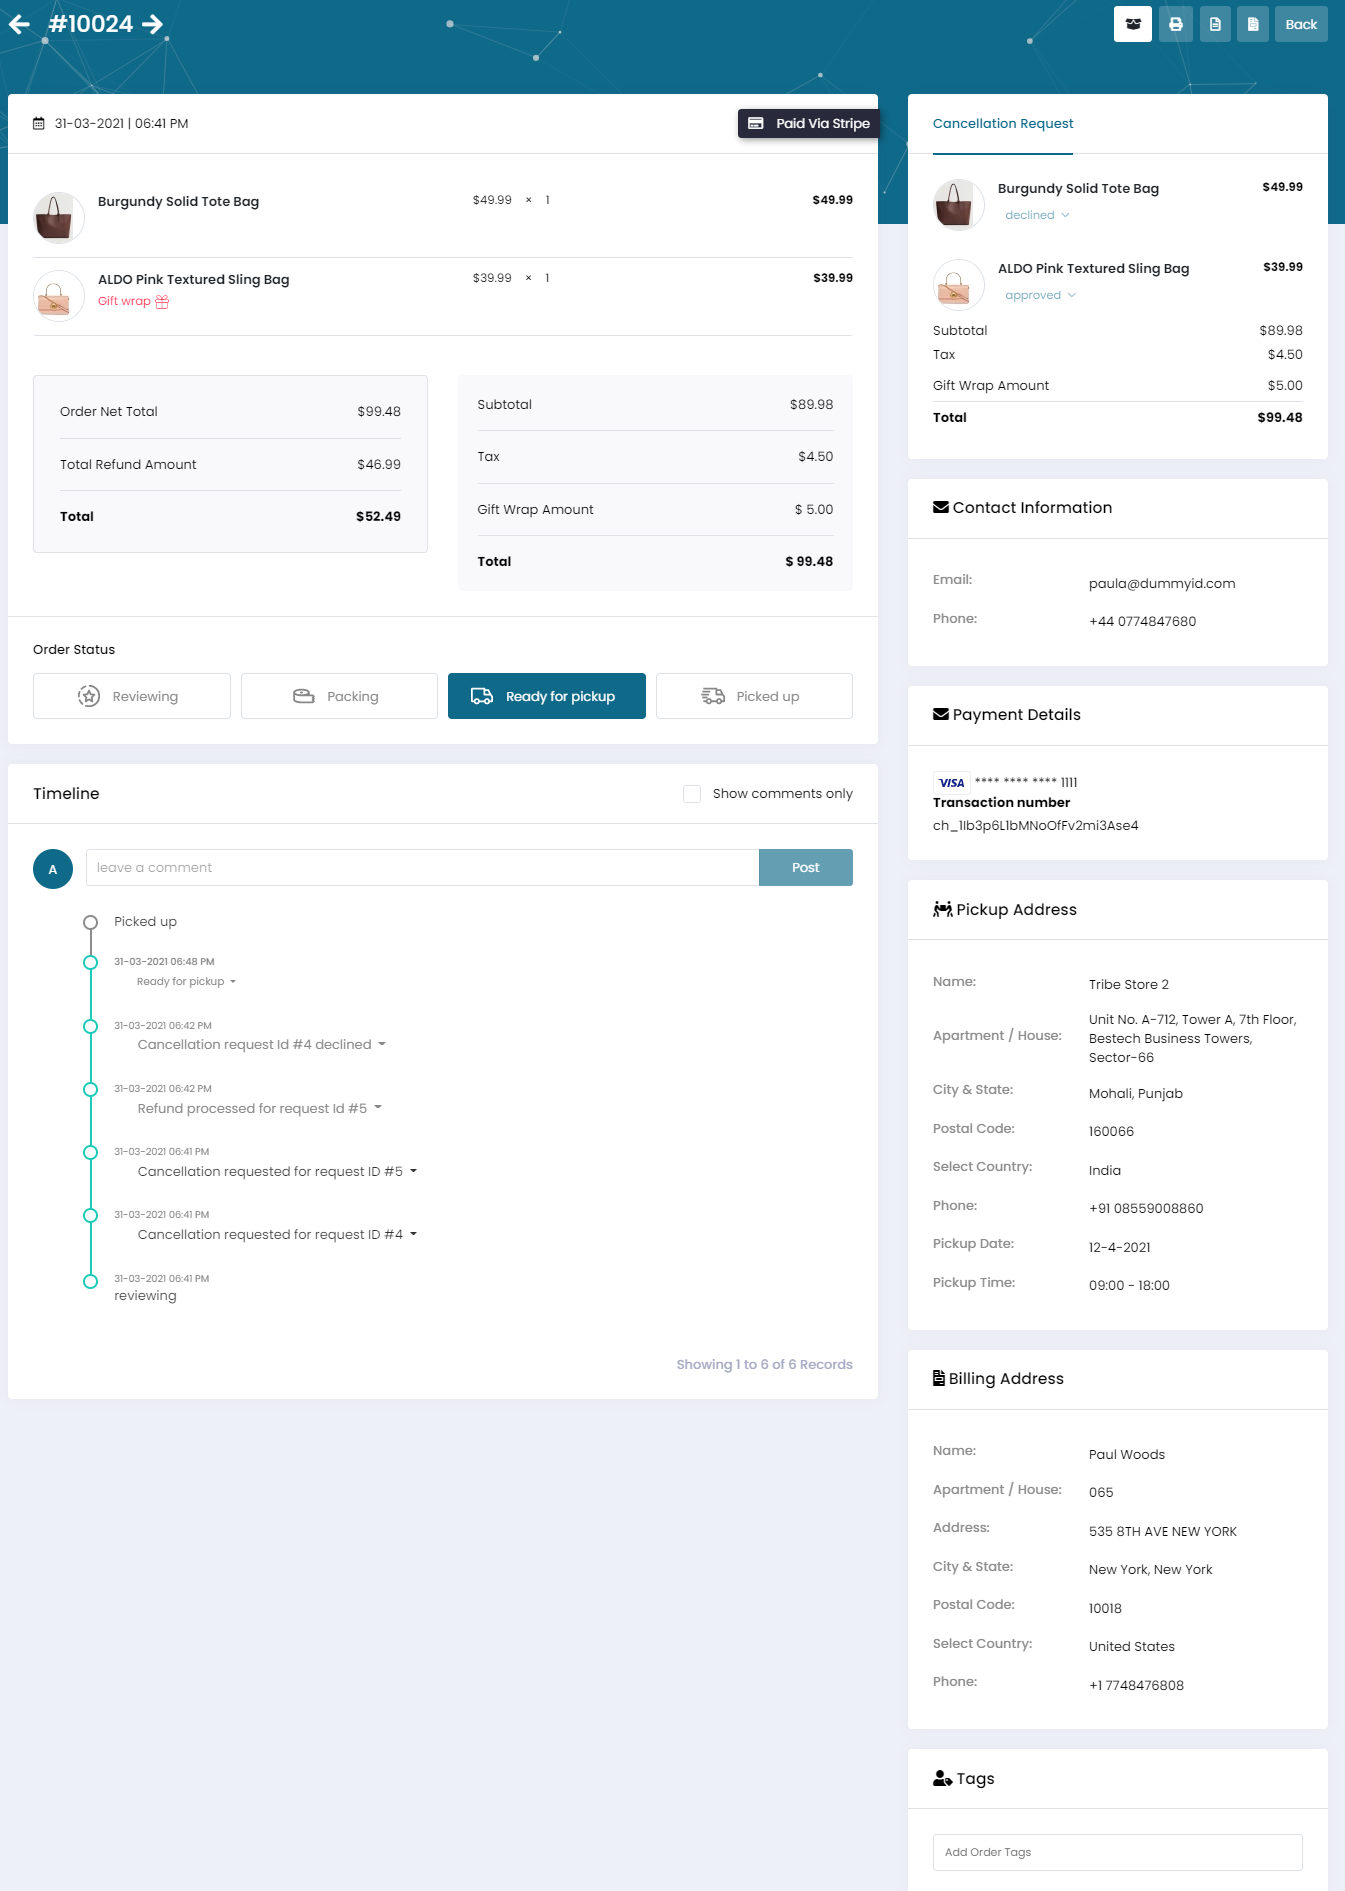 #10024
Back
31-03-2021 | 06:41 PM
Paid Via Stripe
Burgundy Solid Tote Bag
$49.99 × 1
$49.99
ALDO Pink Textured Sling Bag
$39.99 × 1
$39.99
Gift wrap
Order Net Total $99.48
Total Refund Amount $46.99
Total $52.49
Subtotal $89.98
Tax $4.50
Gift Wrap Amount $ 5.00
Total $ 99.48
Order Status
Reviewing
Packing
Ready for pickup
Picked up
Timeline
Show comments only
A
leave a comment
Post
Picked up
31-03-2021 06:48 PM
Ready for pickup
31-03-2021 06:42 PM
Cancellation request Id #4 declined
31-03-2021 06:42 PM
Refund processed for request Id #5
31-03-2021 06:41 PM
Cancellation requested for request ID #5
31-03-2021 06:41 PM
Cancellation requested for request ID #4
31-03-2021 06:41 PM
reviewing
Showing 1 to 6 of 6 Records
Cancellation Request
Burgundy Solid Tote Bag $49.99
declined
ALDO Pink Textured Sling Bag $39.99
approved
Subtotal $89.98
Tax $4.50
Gift Wrap Amount $5.00
Total $99.48
Contact Information
Email: paula@dummyid.com
Phone: +44 0774847680
Payment Details
VISA **** **** **** 1111
Transaction number
ch_1Ib3p6L1bMNoOfFv2mi3Ase4
Pickup Address
Name: Tribe Store 2
Apartment / House: Unit No. A-712, Tower A, 7th Floor,
Bestech Business Towers,
Sector-66
City & State: Mohali, Punjab
Postal Code: 160066
Select Country: India
Phone: +91 08559008860
Pickup Date: 12-4-2021
Pickup Time: 09:00 - 18:00
Billing Address
Name: Paul Woods
Apartment / House: 065
Address: 535 8TH AVE NEW YORK
City & State: New York, New York
Postal Code: 10018
Select Country: United States
Phone: +1 7748476808
Tags
Add Order Tags